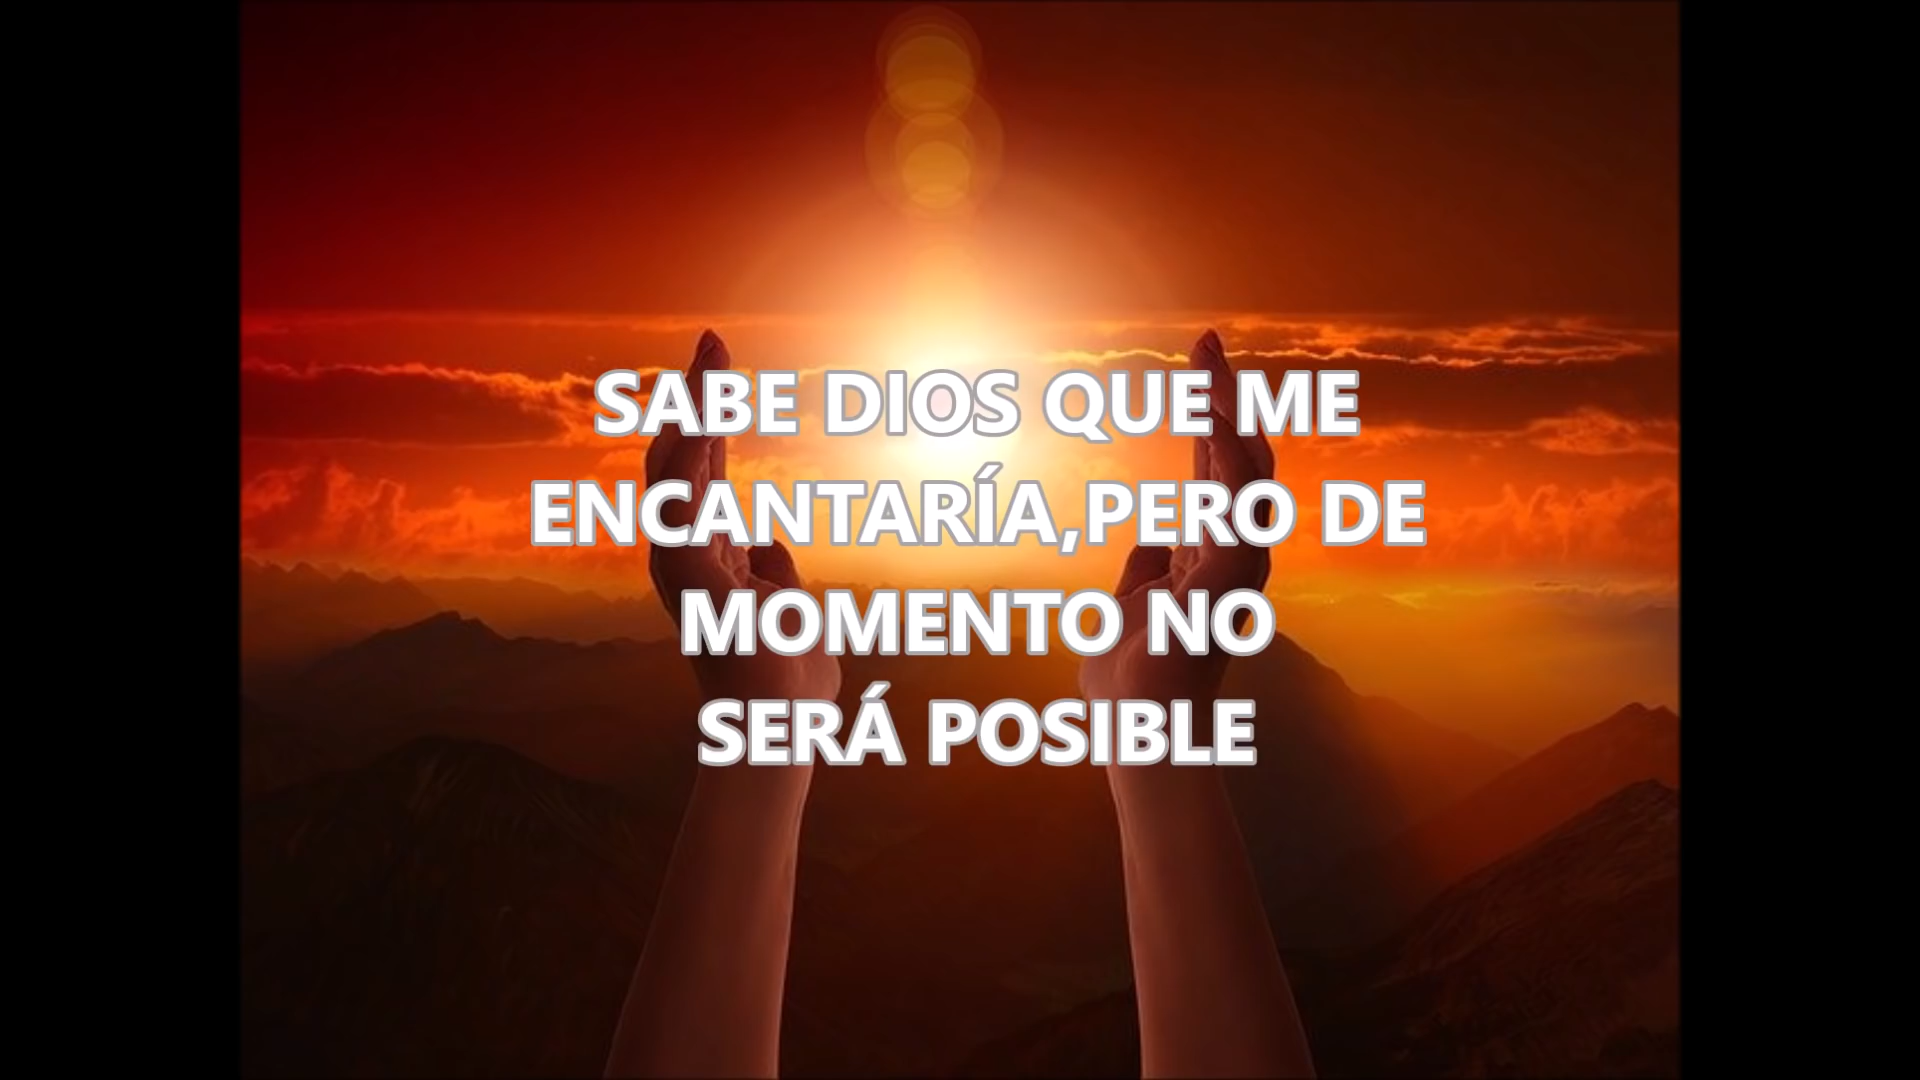 SABE DIOS QUE ME
ENCANTARÍA,PERO DE
MOMENTO NO
SERÁ POSIBLE